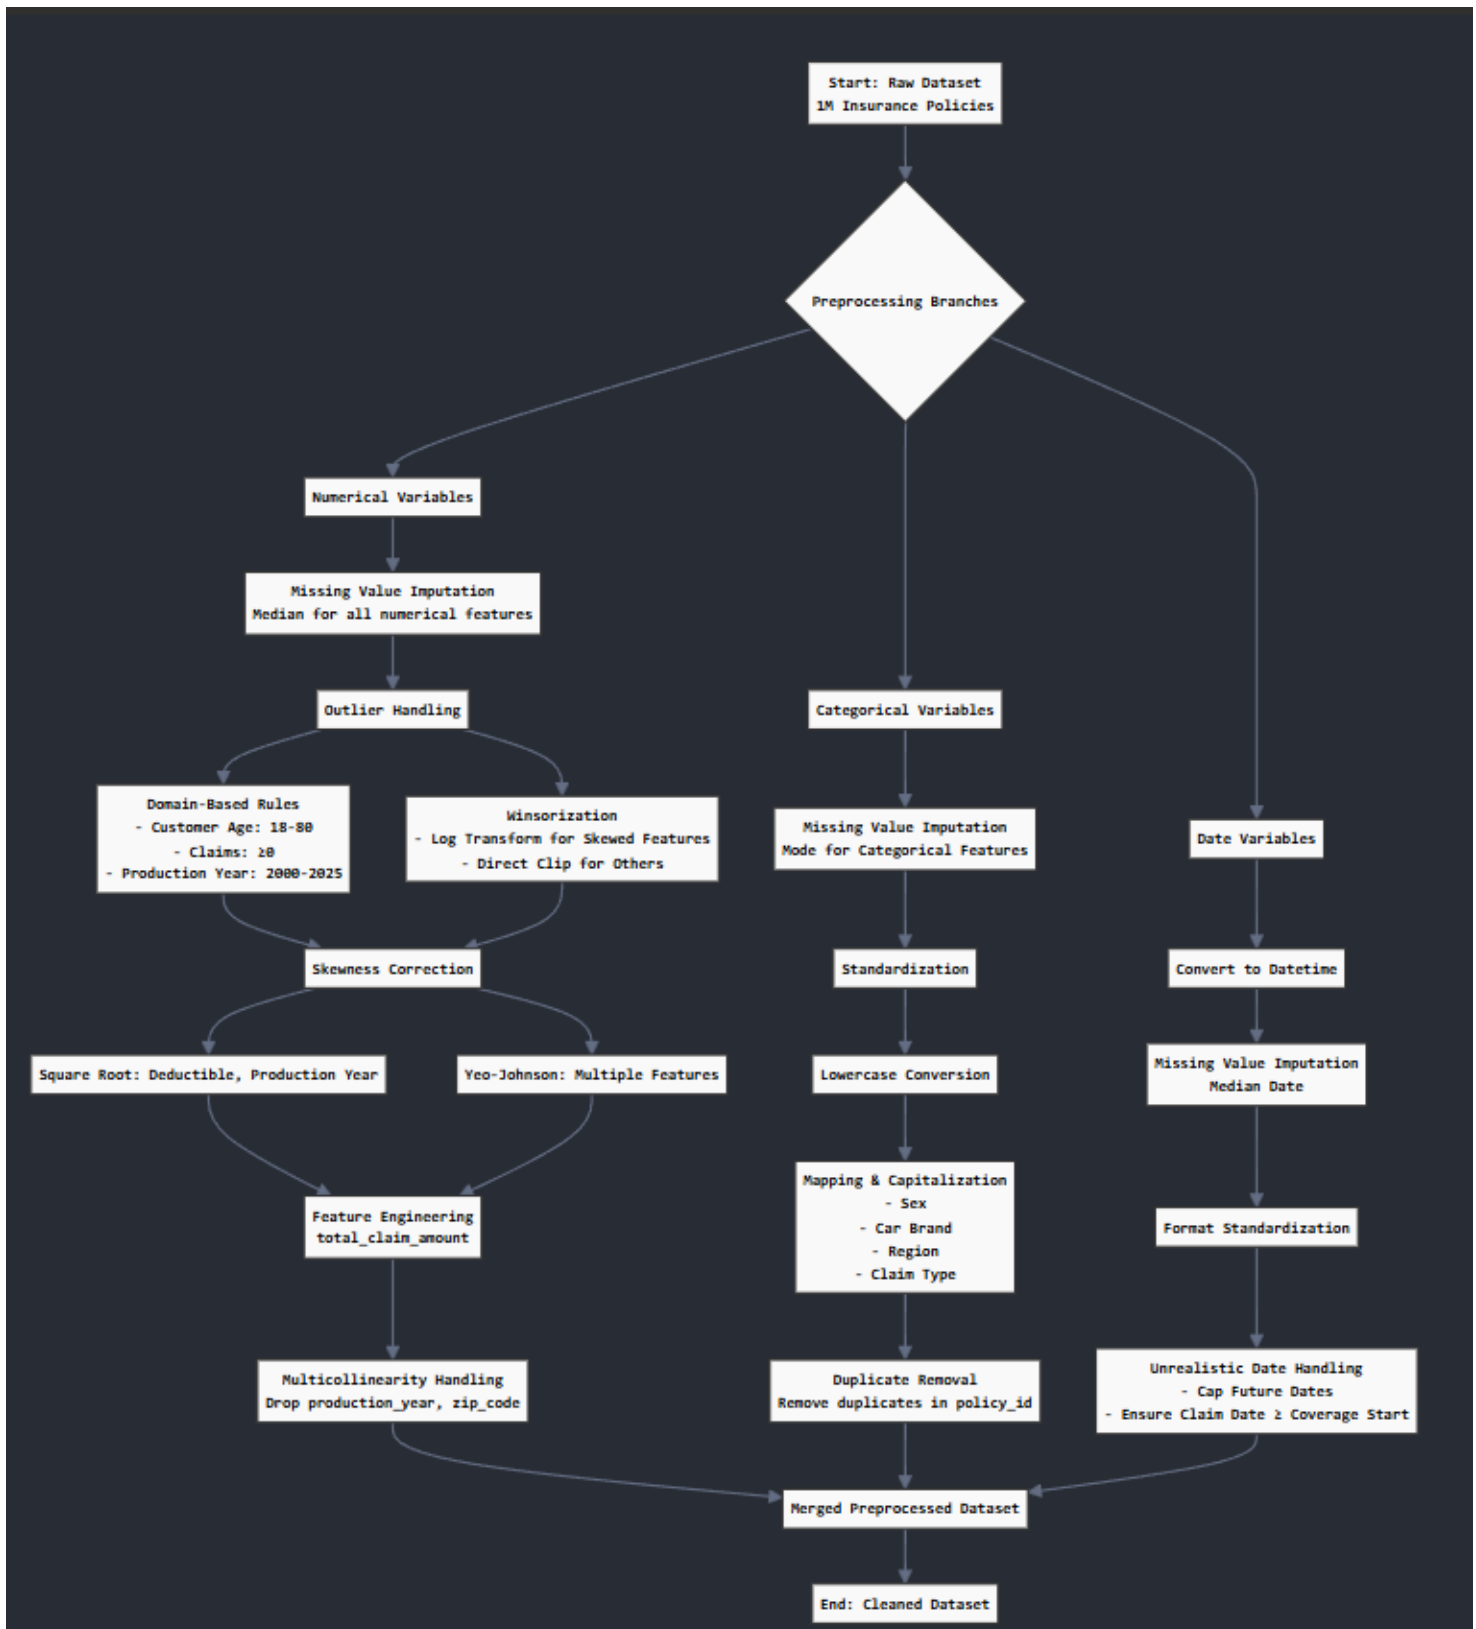 Start: Raw Dataset
1M Insurance Policies
Preprocessing Branches
Numerical Variables
Missing Value Imputation
Median for all numerical features
Outlier Handling
Domain-Based Rules
- Customer Age: 18-80
- Claims: ≥0
- Production Year: 2000-2025
Winsorization
- Log Transform for Skewed Features
- Direct Clip for Others
Skewness Correction
Square Root: Deductible, Production Year
Yeo-Johnson: Multiple Features
Feature Engineering
total_claim_amount
Multicollinearity Handling
Drop production_year, zip_code
Categorical Variables
Missing Value Imputation
Mode for Categorical Features
Standardization
Lowercase Conversion
Mapping & Capitalization
- Sex
- Car Brand
- Region
- Claim Type
Duplicate Removal
Remove duplicates in policy_id
Date Variables
Convert to Datetime
Missing Value Imputation
Median Date
Format Standardization
Unrealistic Date Handling
- Cap Future Dates
- Ensure Claim Date ≥ Coverage Start
Merged Preprocessed Dataset
End: Cleaned Dataset